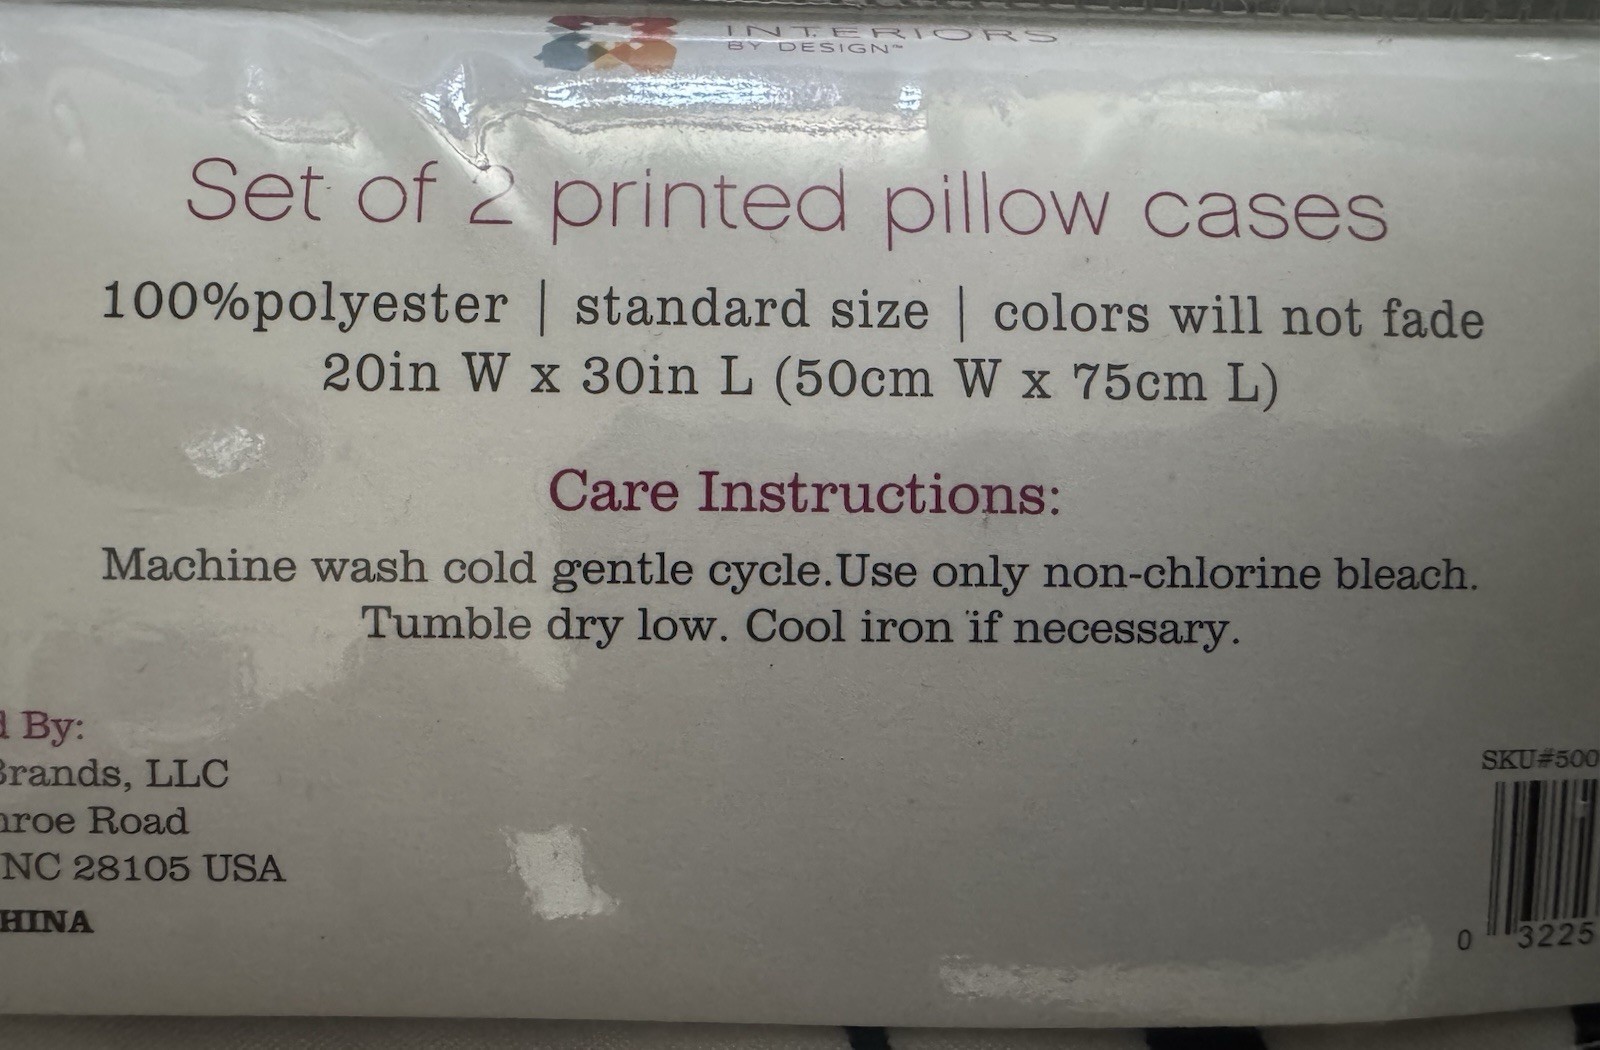 INTERIORS
BY DESIGN™
Set of 2 printed pillow cases
100%polyester | standard size | colors will not fade
20in W x 30in L (50cm W x 75cm L)
Care Instructions:
Machine wash cold gentle cycle.Use only non-chlorine bleach.
Tumble dry low. Cool iron if necessary.
By:
Brands, LLC
Road
NC 28105 USA
SKU#500
0 3225